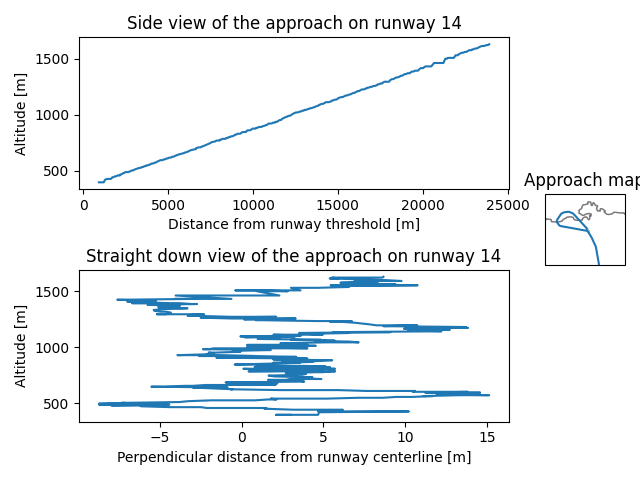 Side view of the approach on runway 14
Altitude [m]
1500
1000
500
0
5000
10000
15000
20000
25000
Distance from runway threshold [m]
Approach map
Straight down view of the approach on runway 14
Altitude [m]
1500
1000
500
−5
0
5
10
15
Perpendicular distance from runway centerline [m]